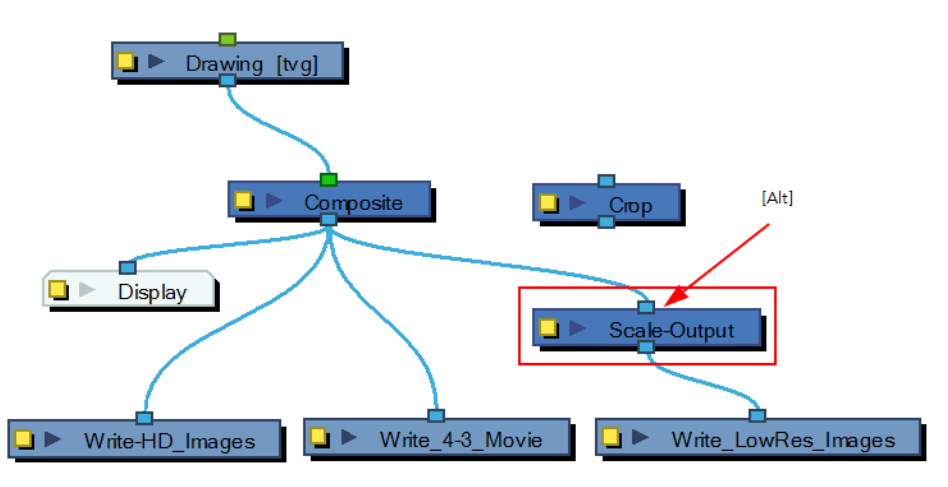 Drawing [tvg]
Composite
Crop
[Alt]
Display
Scale-Output
Write-HD_Images
Write_4-3_Movie
Write_LowRes_Images